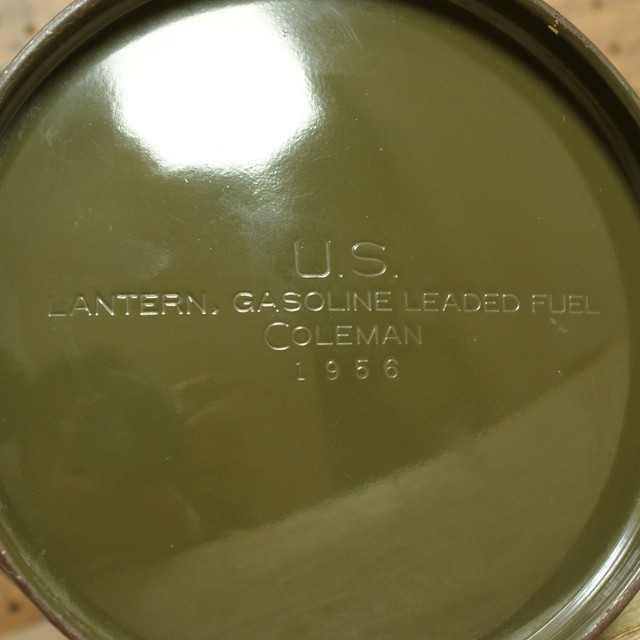 U.S.
LANTERN, GASOLINE LEADED FUEL
COLEMAN
1956